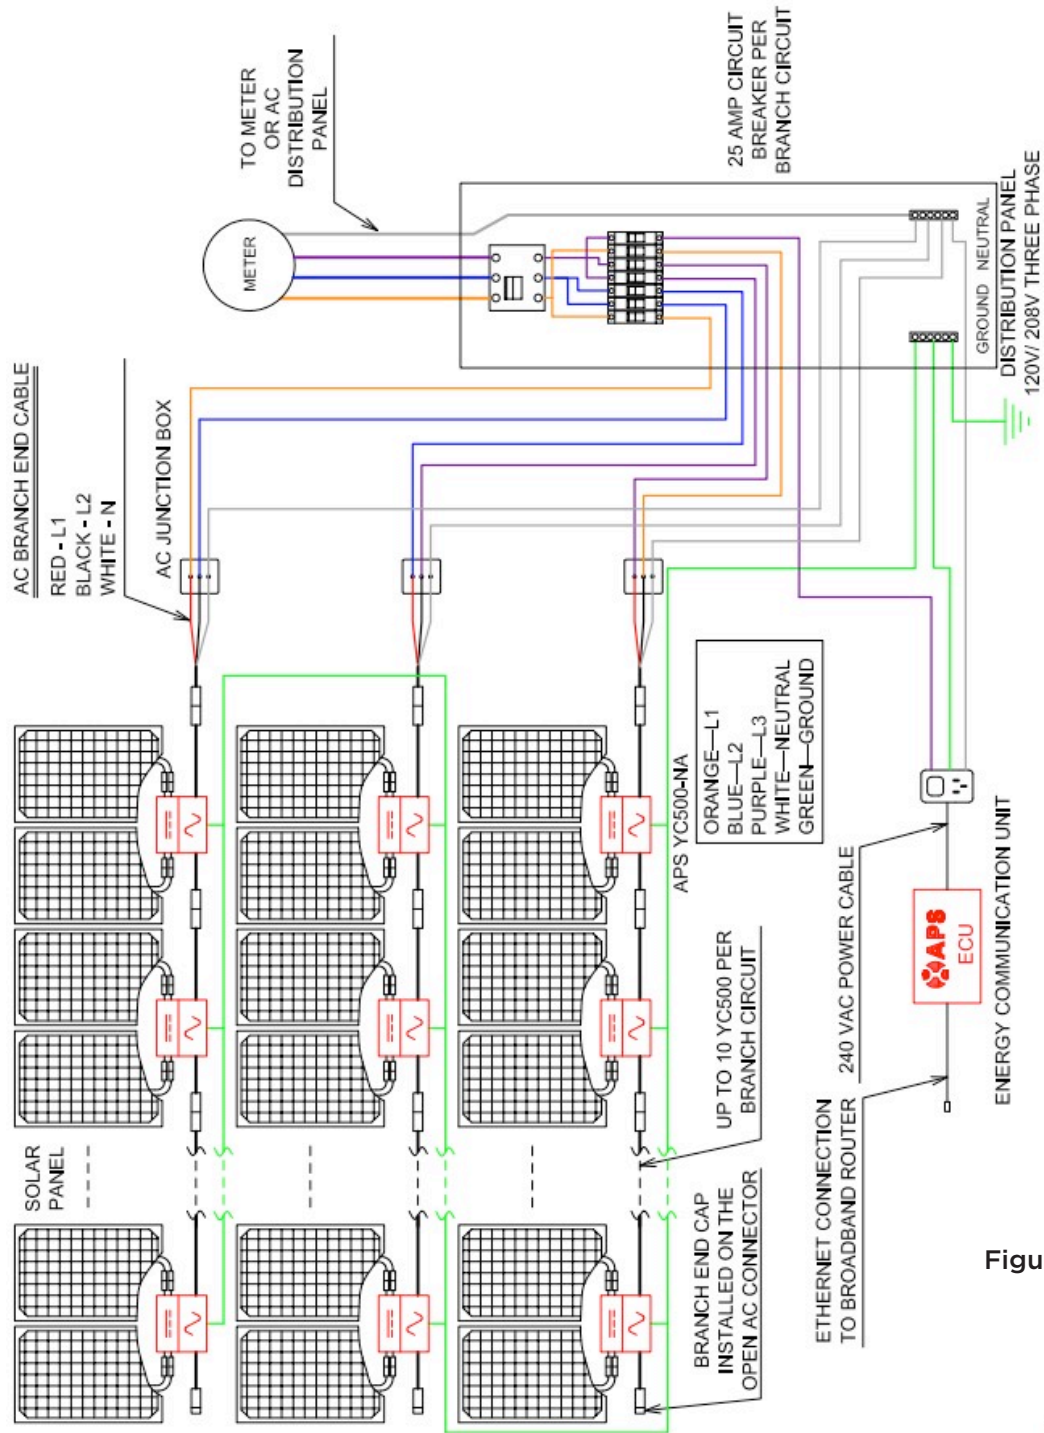 TO METER
OR AC
DISTRIBUTION
PANEL
METER
25 AMP CIRCUIT
BREAKER PER
BRANCH CIRCUIT
GROUND NEUTRAL
DISTRIBUTION PANEL
120V/ 208V THREE PHASE
AC BRANCH END CABLE
RED - L1
BLACK - L2
WHITE - N
AC JUNCTION BOX
APS YC500-NA
ORANGE—L1
BLUE—L2
PURPLE—L3
WHITE—NEUTRAL
GREEN—GROUND
SOLAR
PANEL
UP TO 10 YC500 PER
BRANCH CIRCUIT
240 VAC POWER CABLE
APS
ECU
ENERGY COMMUNICATION UNIT
BRANCH END CAP
INSTALLED ON THE
OPEN AC CONNECTOR
ETHERNET CONNECTION
TO BROADBAND ROUTER
Figu